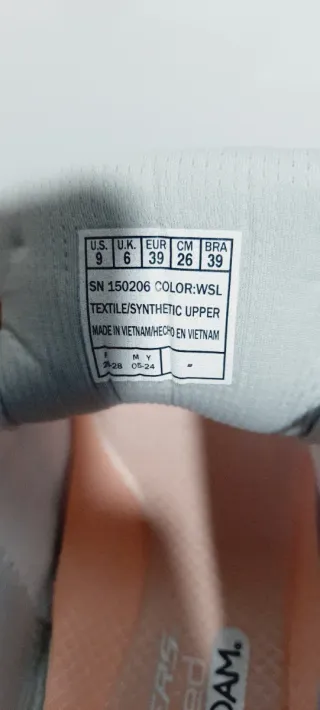 U.S. U.K. EUR CM BRA
9 6 39 26 39
SN 150206 COLOR:WSL
TEXTILE/SYNTHETIC UPPER
MADE IN VIETNAM/HECHO EN VIETNAM
M Y
05-24
OAM.